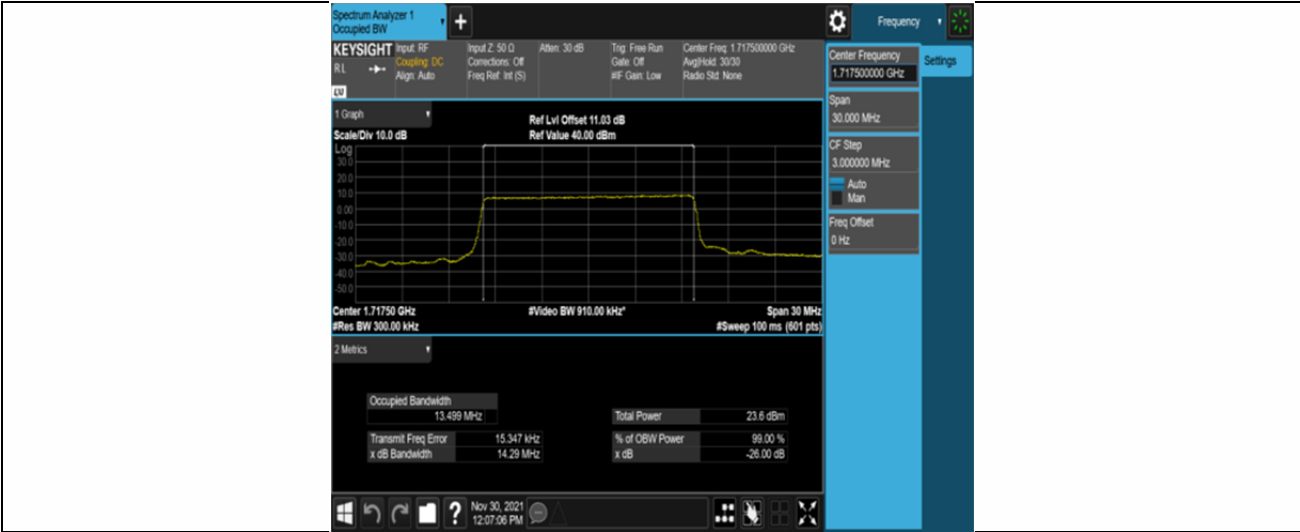 Spectrum Analyzer 1
Occupied BW
+
Frequency
KEYSIGHT
RL
LXI
Input: RF
Coupling: DC
Align: Auto
Input Z: 50 Ω
Corrections: Off
Freq Ref: Int (S)
Atten: 30 dB
Trig: Free Run
Gate: Off
#IF Gain: Low
Center Freq: 1.717500000 GHz
Avg|Hold: 30/30
Radio Std: None
Center Frequency
1.717500000 GHz
Settings
Span
30.000 MHz
CF Step
3.000000 MHz
Auto
Man
Freq Offset
0 Hz
1 Graph
Scale/Div 10.0 dB
Ref Lvl Offset 11.03 dB
Ref Value 40.00 dBm
Log
30.0
20.0
10.0
0.00
-10.0
-20.0
-30.0
-40.0
-50.0
Center 1.71750 GHz
#Res BW 300.00 kHz
#Video BW 910.00 kHz*
Span 30 MHz
#Sweep 100 ms (601 pts)
2 Metrics
Occupied Bandwidth
13.499 MHz
Total Power 23.6 dBm
Transmit Freq Error 15.347 kHz
% of OBW Power 99.00 %
x dB Bandwidth 14.29 MHz
x dB -26.00 dB
?
Nov 30, 2021
12:07:06 PM